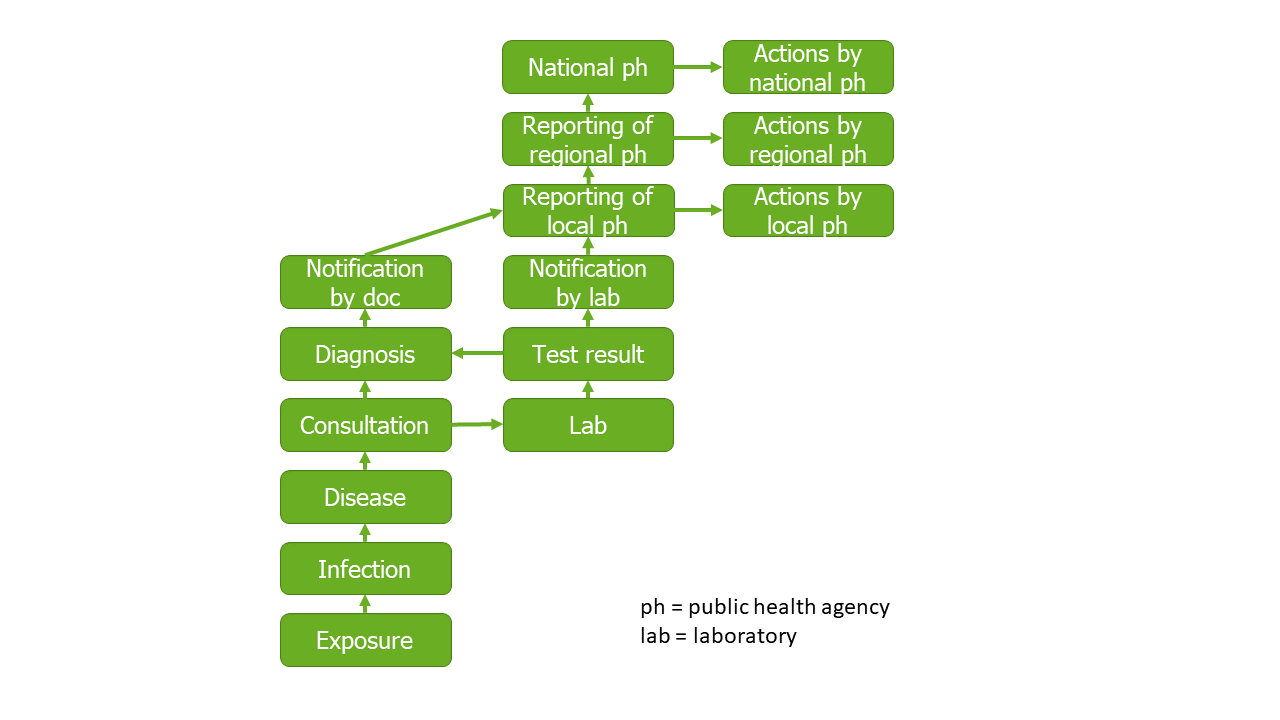 National ph
Actions by
national ph
Reporting of
regional ph
Actions by
regional ph
Reporting of
local ph
Actions by
local ph
Notification
by doc
Notification
by lab
Diagnosis
Test result
Consultation
Lab
Disease
Infection
Exposure
ph = public health agency
lab = laboratory